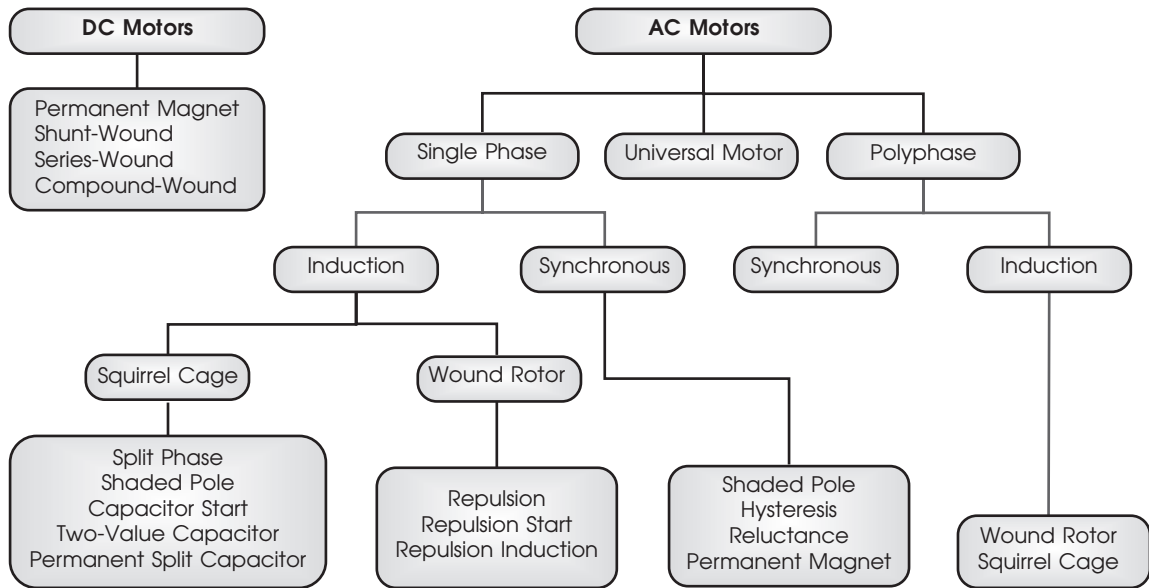 DC Motors
AC Motors
Permanent Magnet
Shunt-Wound
Series-Wound
Compound-Wound
Single Phase
Universal Motor
Polyphase
Induction
Synchronous
Synchronous
Induction
Squirrel Cage
Wound Rotor
Split Phase
Shaded Pole
Capacitor Start
Two-Value Capacitor
Permanent Split Capacitor
Repulsion
Repulsion Start
Repulsion Induction
Shaded Pole
Hysteresis
Reluctance
Permanent Magnet
Wound Rotor
Squirrel Cage